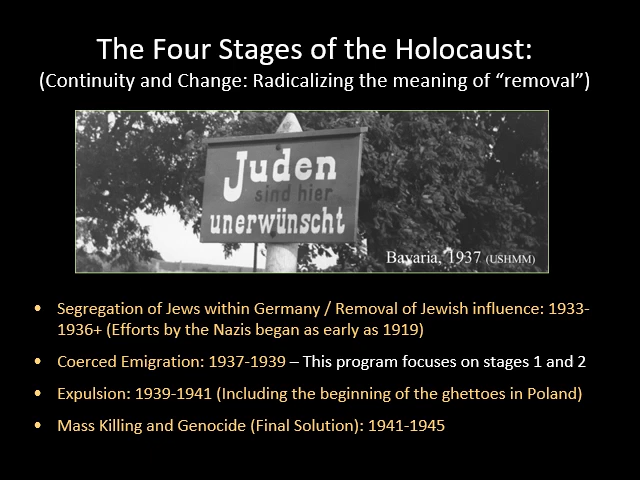 The Four Stages of the Holocaust:
(Continuity and Change: Radicalizing the meaning of “removal”)
Juden
sind hier
unerwünscht
Bavaria, 1937 (USHMM)
• Segregation of Jews within Germany / Removal of Jewish influence: 1933-
1936+ (Efforts by the Nazis began as early as 1919)
• Coerced Emigration: 1937-1939 – This program focuses on stages 1 and 2
• Expulsion: 1939-1941 (Including the beginning of the ghettoes in Poland)
• Mass Killing and Genocide (Final Solution): 1941-1945